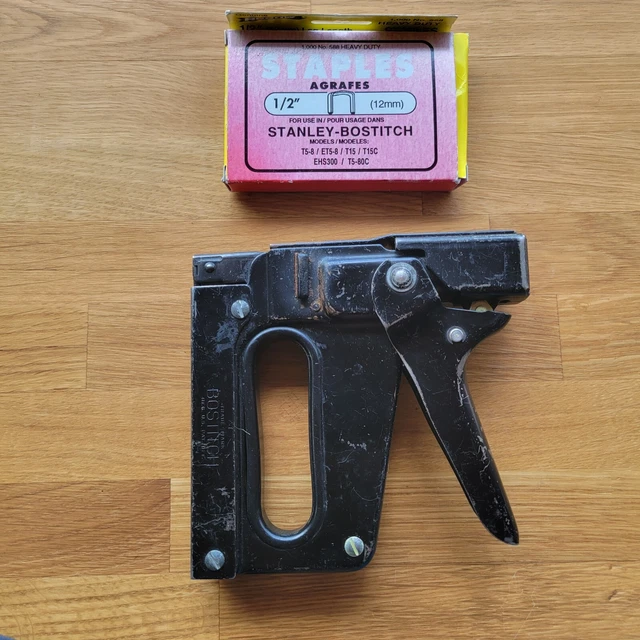 1,000 No. 588 HEAVY DUTY
STAPLES
AGRAFES
1/2" (12mm)
FOR USE IN / POUR USAGE DANS
STANLEY-BOSTITCH
MODELS / MODELES:
T5-8 / ET5-8 / T15 / T15C
EHS300 / T5-80C
BOSTITCH